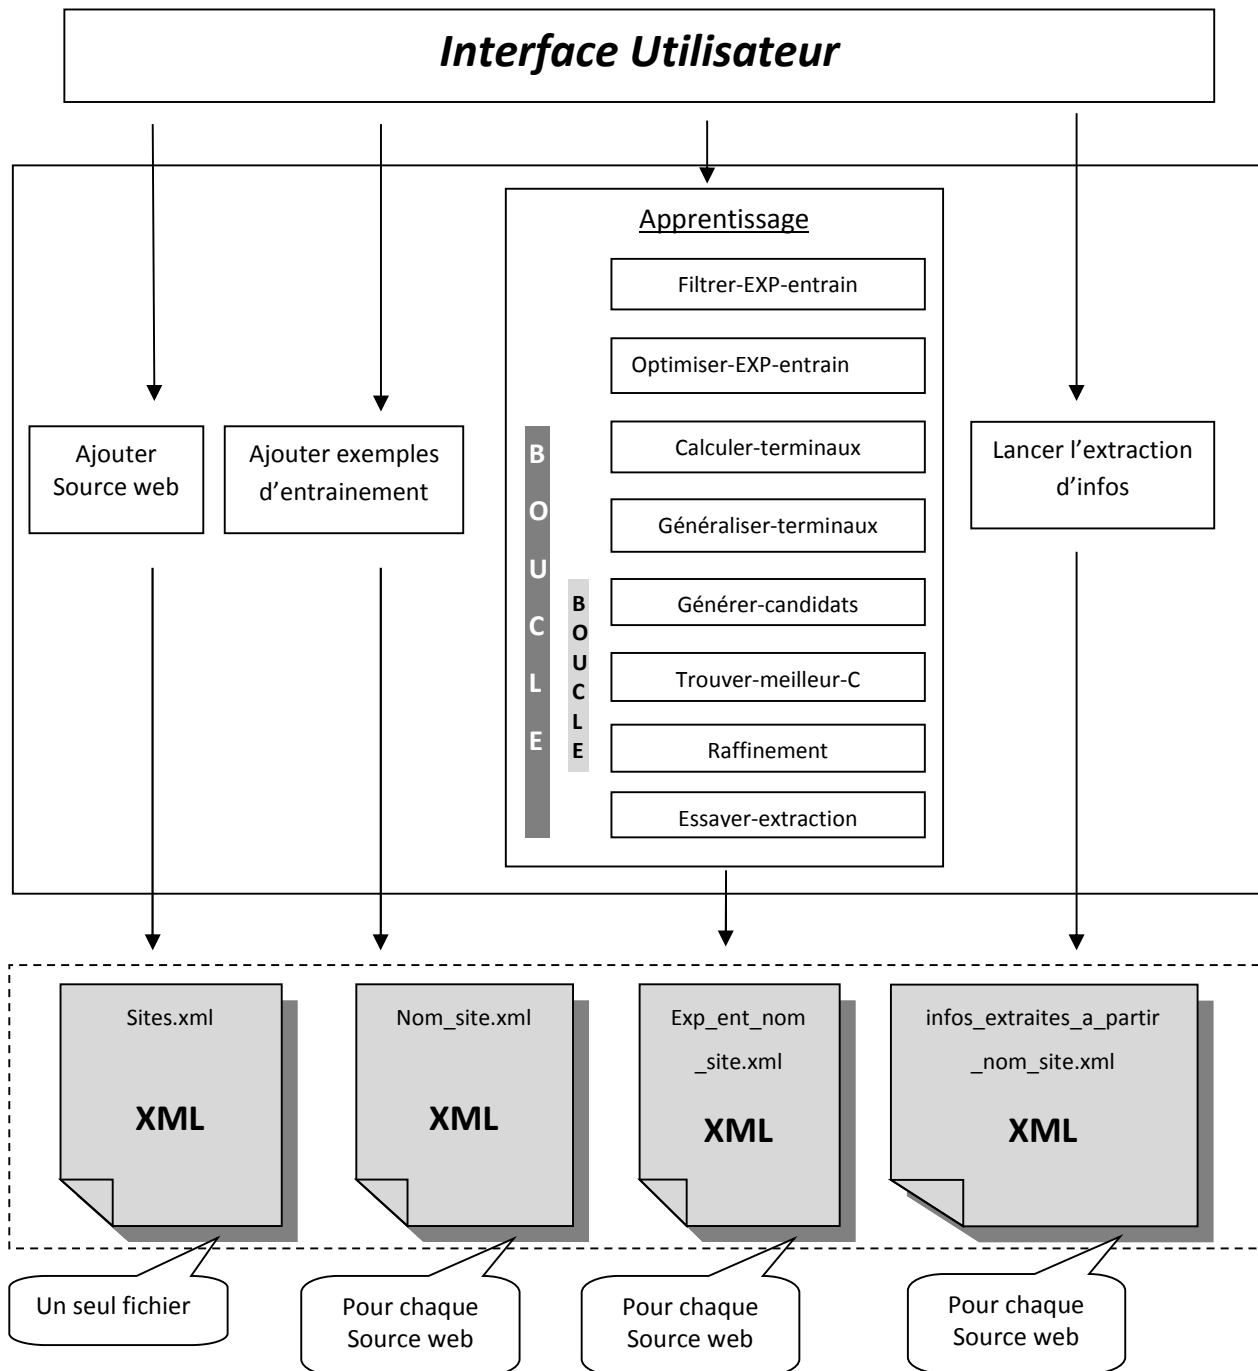 Interface Utilisateur
Apprentissage
Filtrer-EXP-entrain
Optimiser-EXP-entrain
Calculer-terminaux
Généraliser-terminaux
Générer-candidats
Trouver-meilleur-C
Raffinement
Essayer-extraction
BOUCLE
BOUCLE
Ajouter
Source web
Ajouter exemples
d’entrainement
Lancer l’extraction
d’infos
Sites.xml
XML
Nom_site.xml
XML
Exp_ent_nom
_site.xml
XML
infos_extraites_a_partir
_nom_site.xml
XML
Un seul fichier
Pour chaque
Source web
Pour chaque
Source web
Pour chaque
Source web